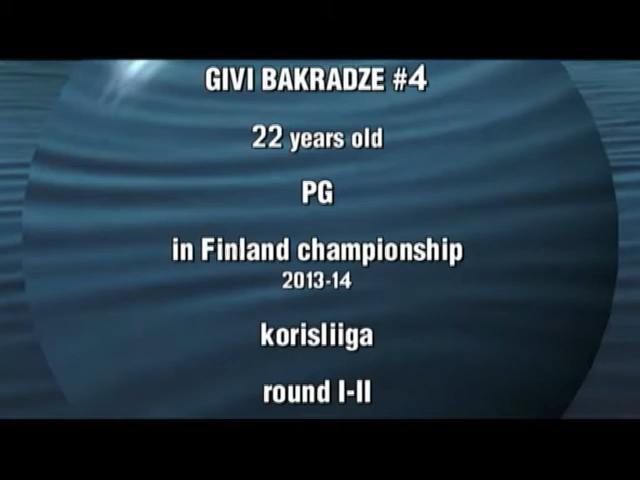 GIVI BAKRADZE #4
22 years old
PG
in Finland championship
2013-14
korisliiga
round I-II